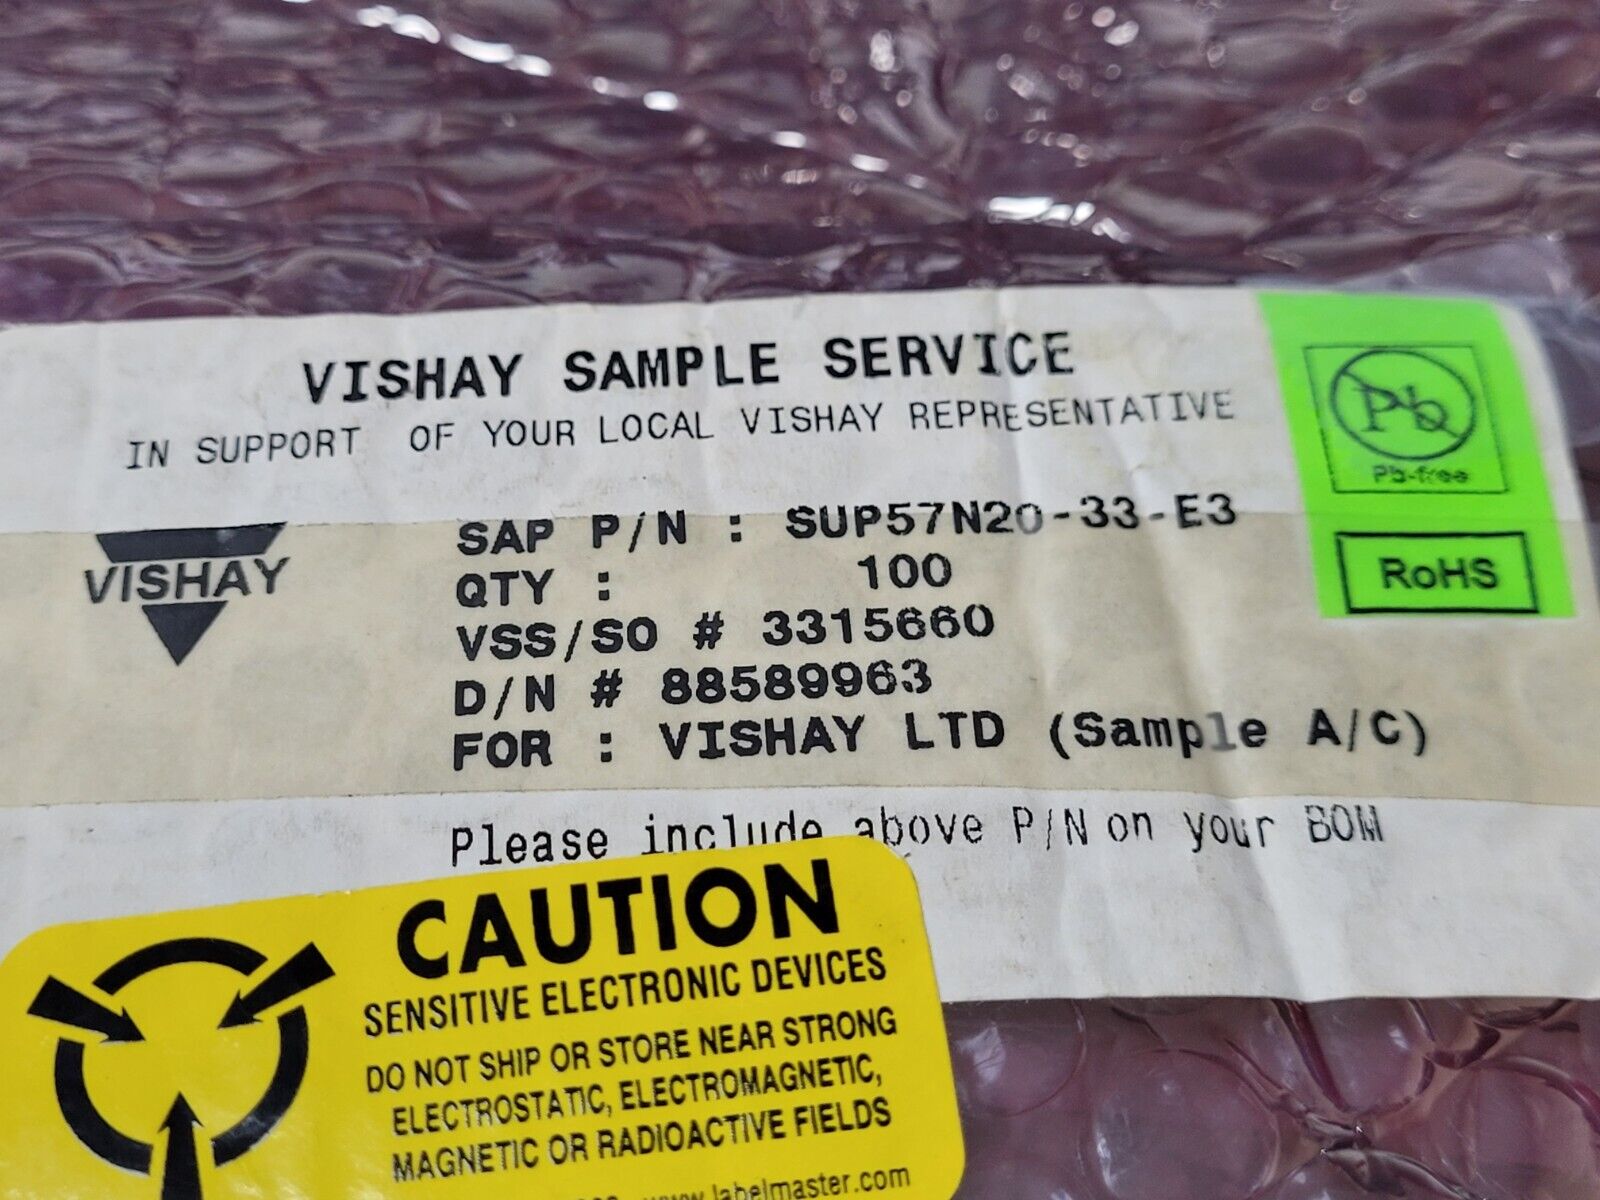 VISHAY SAMPLE SERVICE
IN SUPPORT OF YOUR LOCAL VISHAY REPRESENTATIVE
Pb
Pb-free
RoHS
VISHAY
SAP P/N : SUP57N20-33-E3
QTY : 100
VSS/SO # 3315660
D/N # 88589963
FOR : VISHAY LTD (Sample A/C)
Please include above P/N on your BOM
CAUTION
SENSITIVE ELECTRONIC DEVICES
DO NOT SHIP OR STORE NEAR STRONG
ELECTROSTATIC, ELECTROMAGNETIC,
MAGNETIC OR RADIOACTIVE FIELDS
www.labelmaster.com